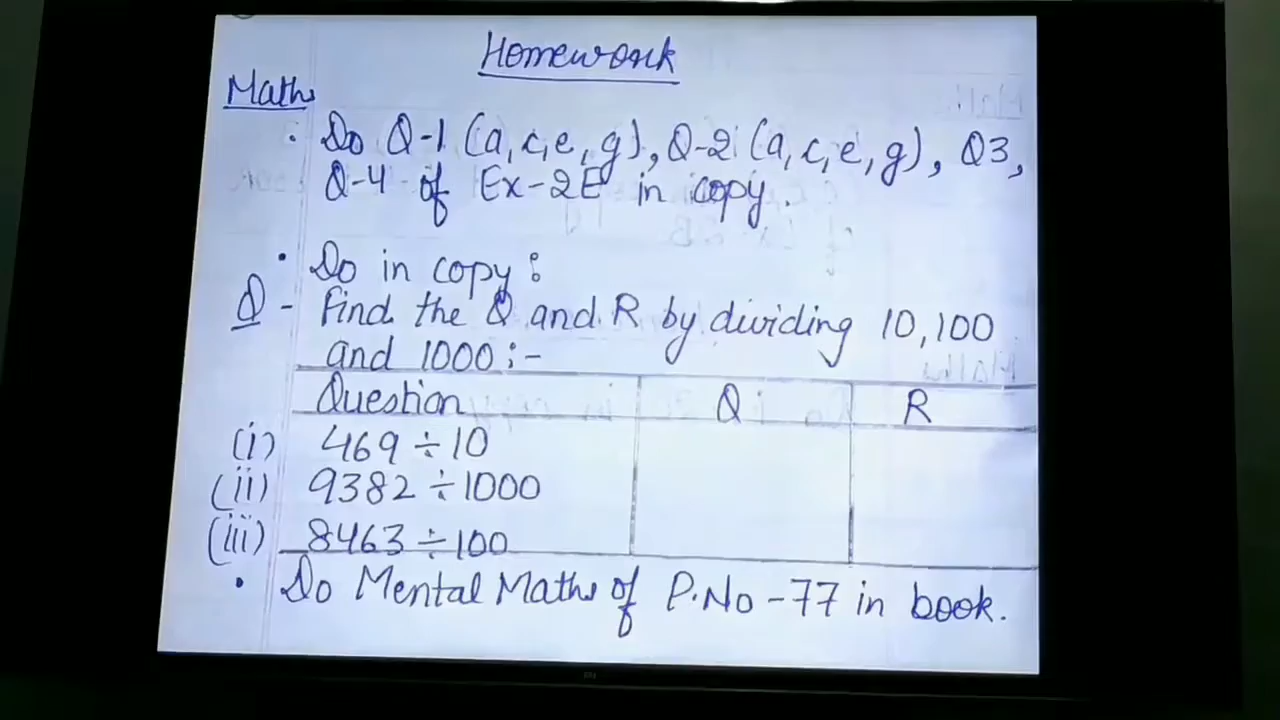 Homework
Maths
· Do Q-1 (a, c, e, g), Q-2 (a, c, e, g), Q3,
Q-4 of Ex-2E in copy.
· Do in copy :
Q - Find the Q and R by dividing 10, 100
and 1000 :-
Question Q R
(i) 469 ÷ 10
(ii) 9382 ÷ 1000
(iii) 8463 ÷ 100
· Do Mental Maths of P.No - 77 in book.